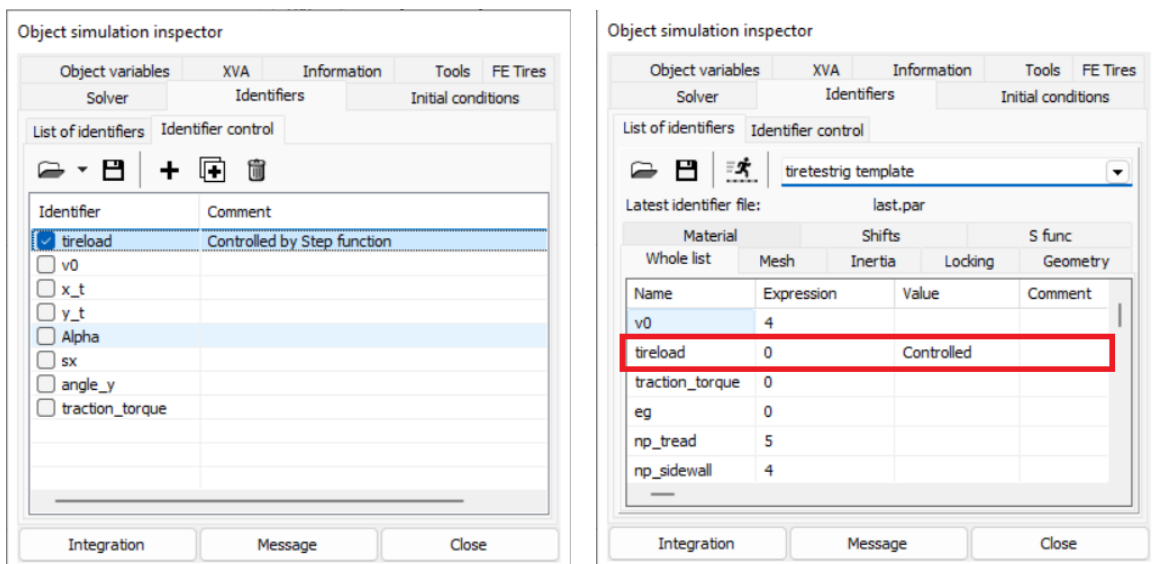 Object simulation inspector
Object variables XVA Information Tools FE Tires
Solver Identifiers Initial conditions
List of identifiers Identifier control
Identifier Comment
tireload Controlled by Step function
v0
x_t
y_t
Alpha
sx
angle_y
traction_torque
Integration Message Close
Object simulation inspector
Object variables XVA Information Tools FE Tires
Solver Identifiers Initial conditions
List of identifiers Identifier control
tiretestrig template
Latest identifier file: last.par
Material Shifts S func
Whole list Mesh Inertia Locking Geometry
Name Expression Value Comment
v0 4
tireload 0 Controlled
traction_torque 0
eg 0
np_tread 5
np_sidewall 4
Integration Message Close